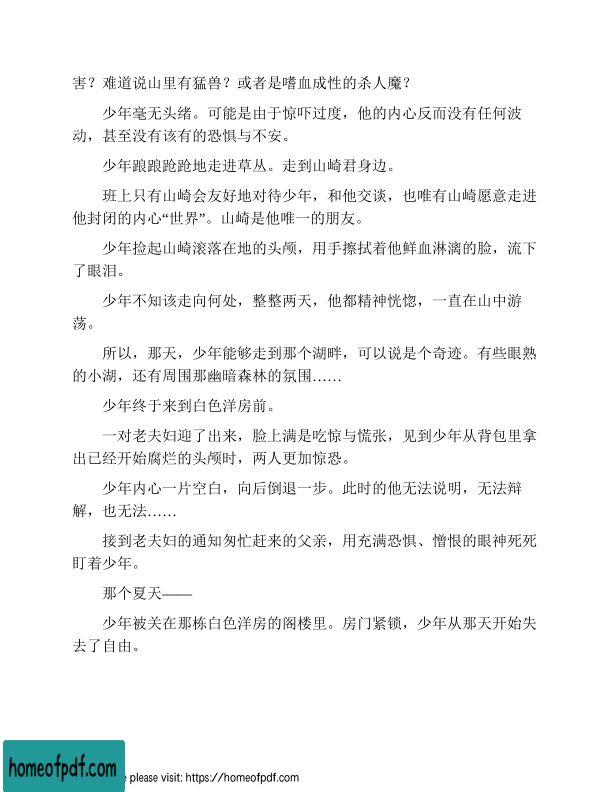 害？难道说山里有猛兽？或者是嗜血成性的杀人魔？
少年毫无头绪。可能是由于惊吓过度，他的内心反而没有任何波
动，甚至没有该有的恐惧与不安。
少年踉踉跄跄地走进草丛。走到山崎君身边。
班上只有山崎会友好地对待少年，和他交谈，也唯有山崎愿意走进
他封闭的内心“世界”。山崎是他唯一的朋友。
少年捡起山崎滚落在地的头颅，用手擦拭着他鲜血淋漓的脸，流下
了眼泪。
少年不知该走向何处，整整两天，他都精神恍惚，一直在山中游
荡。
所以，那天，少年能够走到那个湖畔，可以说是个奇迹。有些眼熟
的小湖，还有周围那幽暗森林的氛围……
少年终于来到白色洋房前。
一对老夫妇迎了出来，脸上满是吃惊与慌张，见到少年从背包里拿
出已经开始腐烂的头颅时，两人更加惊恐。
少年内心一片空白，向后倒退一步。此时的他无法说明，无法辩
解，也无法……
接到老夫妇的通知匆忙赶来的父亲，用充满恐惧、憎恨的眼神死死
盯着少年。
那个夏天——
少年被关在那栋白色洋房的阁楼里。房门紧锁，少年从那天开始失
去了自由。
homeofpdf.com
e please visit: https://homeofpdf.com